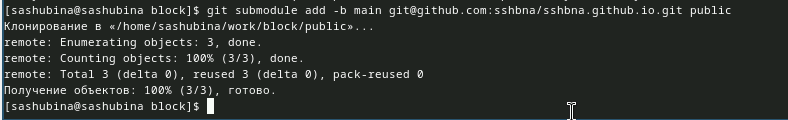 [sashubina@sashubina block]$ git submodule add -b main git@github.com:sshbna/sshbna.github.io.git public
Клонирование в «/home/sashubina/work/block/public»...
remote: Enumerating objects: 3, done.
remote: Counting objects: 100% (3/3), done.
remote: Total 3 (delta 0), reused 3 (delta 0), pack-reused 0
Получение объектов: 100% (3/3), готово.
[sashubina@sashubina block]$